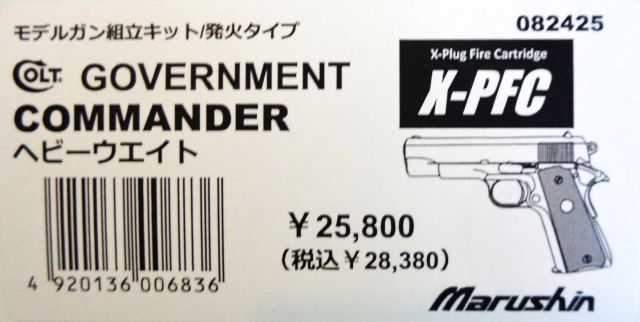 モデルガン組立キット/発火タイプ
082425
COLT GOVERNMENT
COMMANDER
ヘビーウエイト
X-Plug Fire Cartridge
X-PFC
¥25,800
(税込¥28,380)
4 920136 006836
Marushin